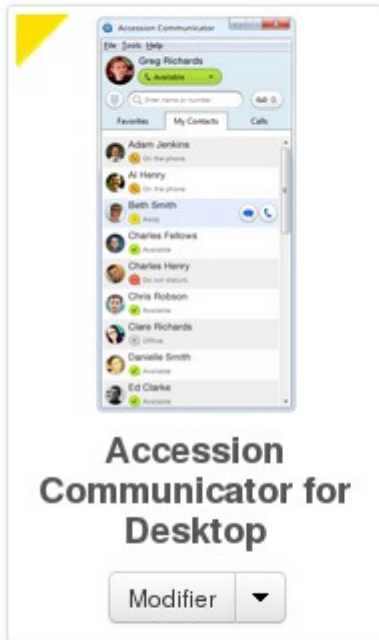 Accession Communicator
File Tools Help
Greg Richards
Available
Enter name or number
0
Favorites My Contacts Calls
Adam Jenkins
On the phone
Al Henry
On the phone
Beth Smith
Away
Charles Fellows
Available
Charles Henry
Do not disturb
Chris Robson
Available
Clare Richards
Offline
Danielle Smith
Available
Ed Clarke
Available
Accession
Communicator for
Desktop
Modifier